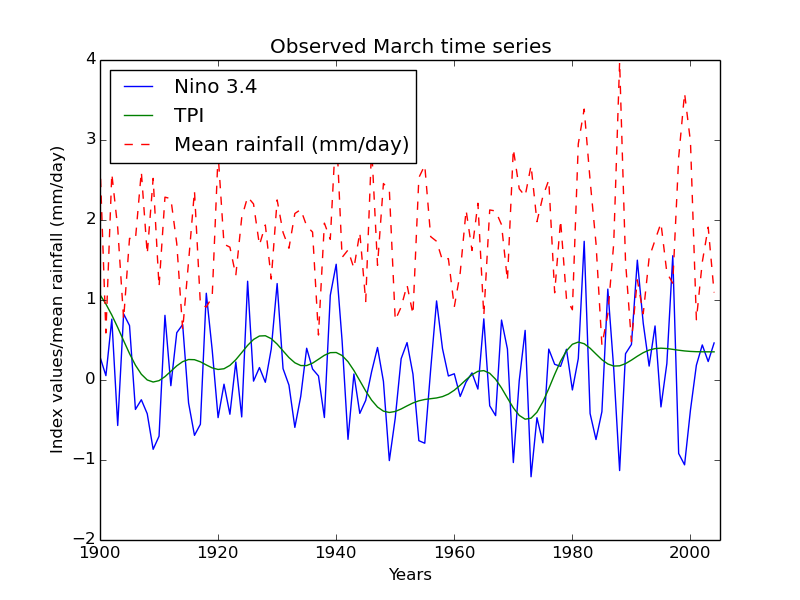 Observed March time series
Nino 3.4
TPI
Mean rainfall (mm/day)
Index values/mean rainfall (mm/day)
4
3
2
1
0
−1
−2
1900 1920 1940 1960 1980 2000
Years